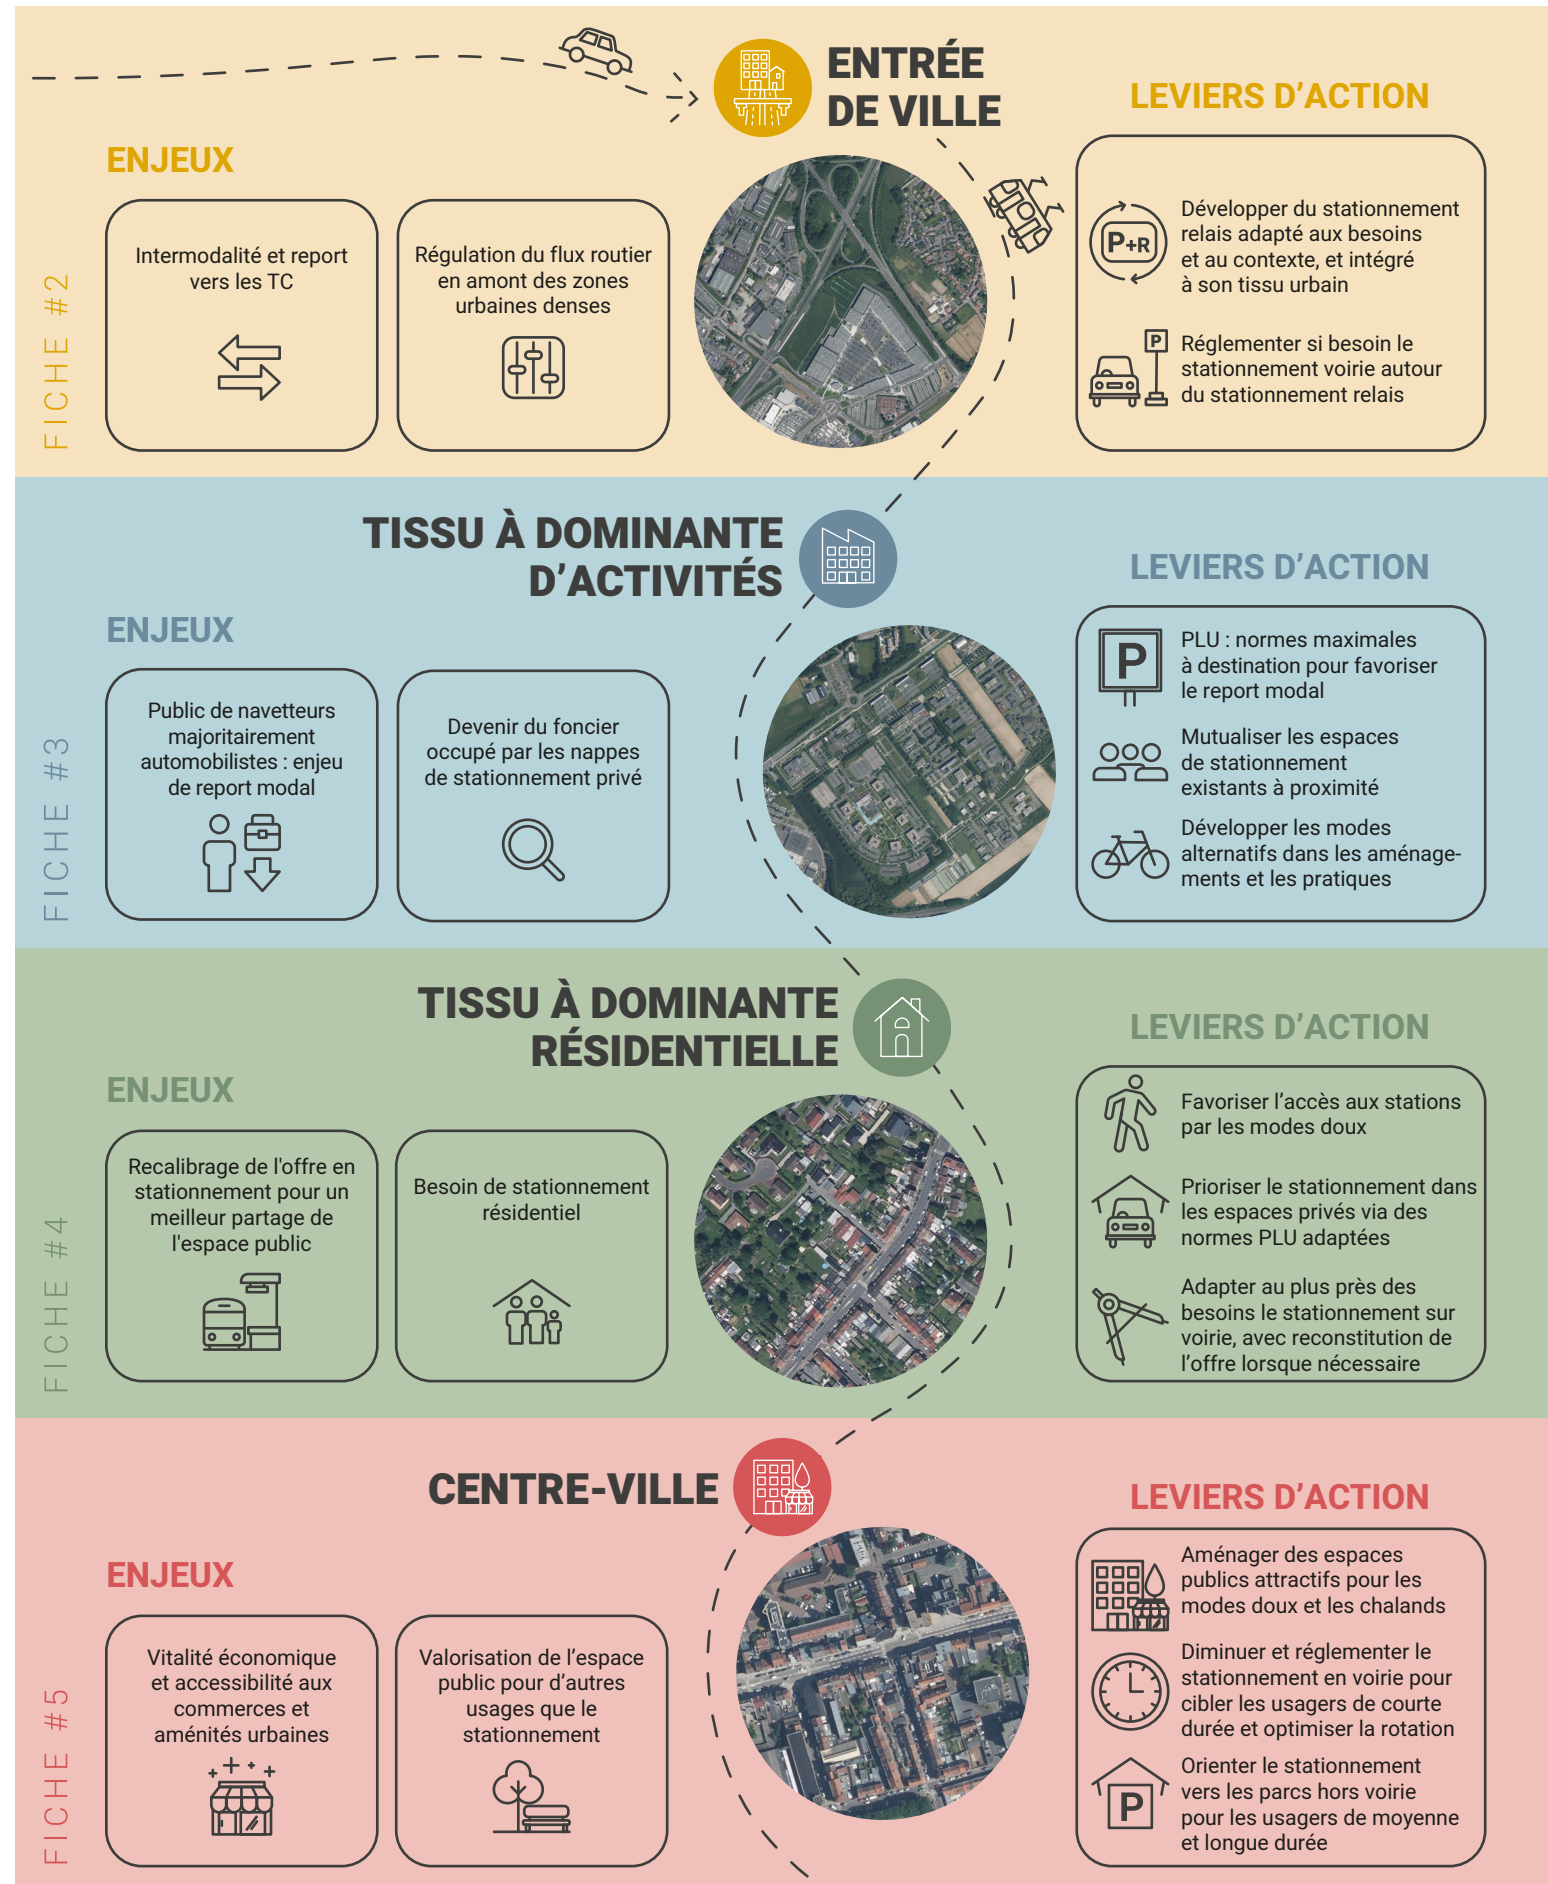 ENTRÉE
DE VILLE
LEVIERS D'ACTION
ENJEUX
FICHE #2
Intermodalité et report
vers les TC
Régulation du flux routier
en amont des zones
urbaines denses
P+R
Développer du stationnement
relais adapté aux besoins
et au contexte, et intégré
à son tissu urbain
P
Réglementer si besoin le
stationnement voirie autour
du stationnement relais
TISSU À DOMINANTE
D'ACTIVITÉS
LEVIERS D'ACTION
ENJEUX
FICHE #3
Public de navetteurs
majoritairement
automobilistes : enjeu
de report modal
Devenir du foncier
occupé par les nappes
de stationnement privé
P
PLU : normes maximales
à destination pour favoriser
le report modal
Mutualiser les espaces
de stationnement
existants à proximité
Développer les modes
alternatifs dans les aménage-
ments et les pratiques
TISSU À DOMINANTE
RÉSIDENTIELLE
LEVIERS D'ACTION
ENJEUX
FICHE #4
Recalibrage de l'offre en
stationnement pour un
meilleur partage de
l'espace public
Besoin de stationnement
résidentiel
Favoriser l'accès aux stations
par les modes doux
Prioriser le stationnement dans
les espaces privés via des
normes PLU adaptées
Adapter au plus près des
besoins le stationnement sur
voirie, avec reconstitution de
l'offre lorsque nécessaire
CENTRE-VILLE
LEVIERS D'ACTION
ENJEUX
FICHE #5
Vitalité économique
et accessibilité aux
commerces et
aménités urbaines
Valorisation de l'espace
public pour d'autres
usages que le
stationnement
Aménager des espaces
publics attractifs pour les
modes doux et les chalands
Diminuer et réglementer le
stationnement en voirie pour
cibler les usagers de courte
durée et optimiser la rotation
P
Orienter le stationnement
vers les parcs hors voirie
pour les usagers de moyenne
et longue durée